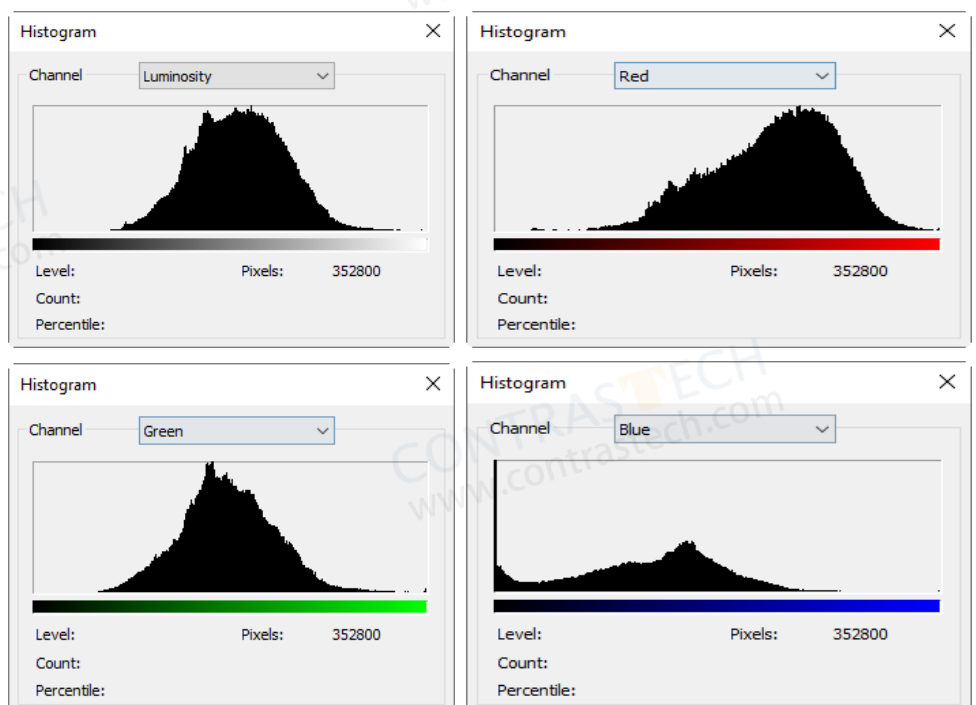 Histogram
Channel Luminosity
Level: Pixels: 352800
Count:
Percentile:
Histogram
Channel Red
Level: Pixels: 352800
Count:
Percentile:
Histogram
Channel Green
Level: Pixels: 352800
Count:
Percentile:
Histogram
Channel Blue
Level: Pixels: 352800
Count:
Percentile:
CONTRASTECH
www.contrastech.com